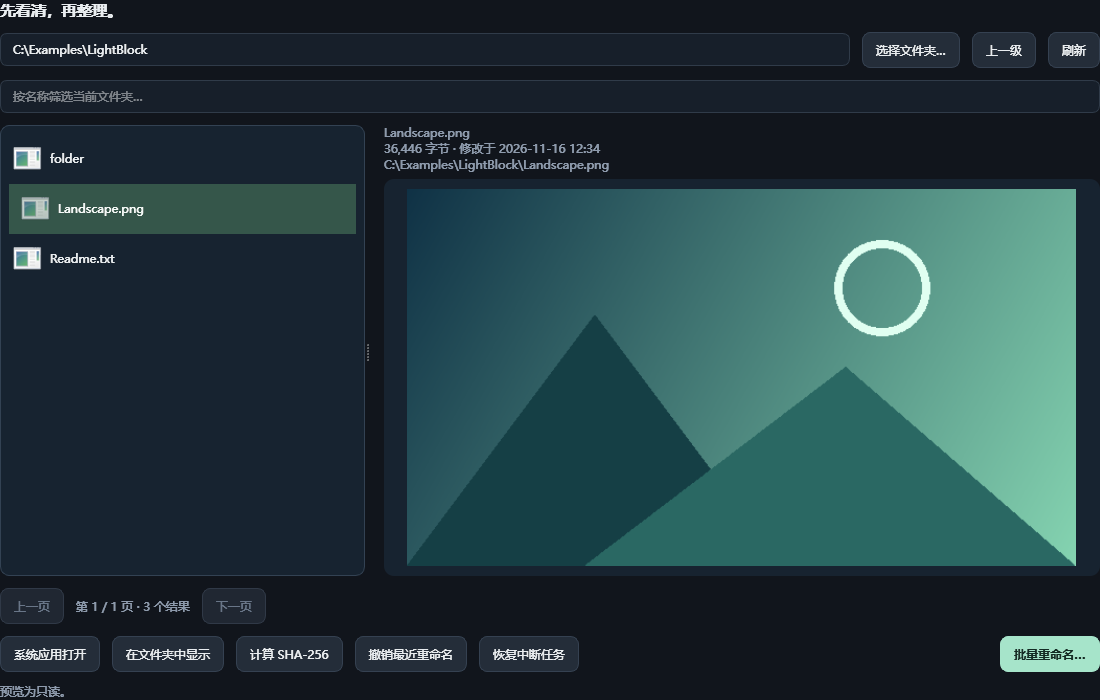 先看清，再整理。
C:\Examples\LightBlock
选择文件夹...
上一级
刷新
按名称筛选当前文件夹...
folder
Landscape.png
Readme.txt
Landscape.png
36,446 字节 · 修改于 2026-11-16 12:34
C:\Examples\LightBlock\Landscape.png
上一页
第 1 / 1 页 · 3 个结果
下一页
系统应用打开
在文件夹中显示
计算 SHA-256
撤销最近重命名
恢复中断任务
批量重命名...
预览为只读。